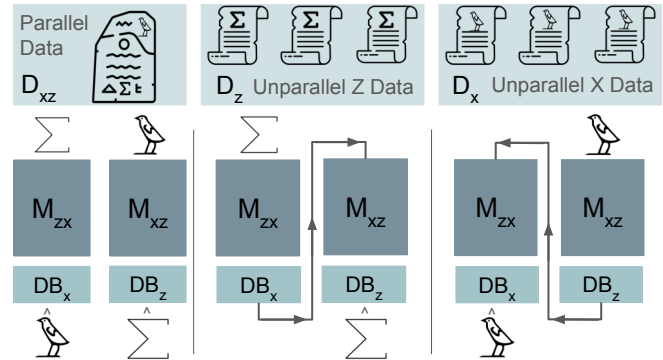 Parallel
Data
D_xz
Δ Σ t
Σ Σ Σ
D_z Unparallel Z Data
D_x Unparallel X Data
Σ
M_zx
M_xz
DB_x
DB_z
^
^
Σ
Σ
M_zx
M_xz
DB_x
DB_z
^
Σ
M_zx
M_xz
DB_x
DB_z
^